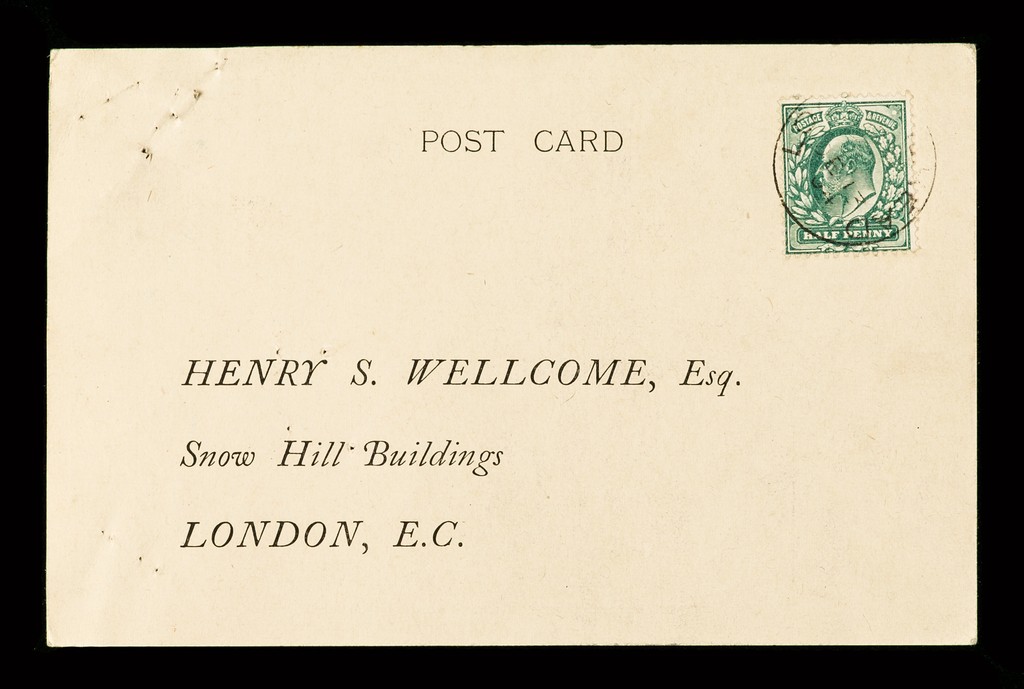 POST CARD
POSTAGE & REVENUE
HALF PENNY
HENRY S. WELLCOME, Esq.
Snow Hill Buildings
LONDON, E.C.